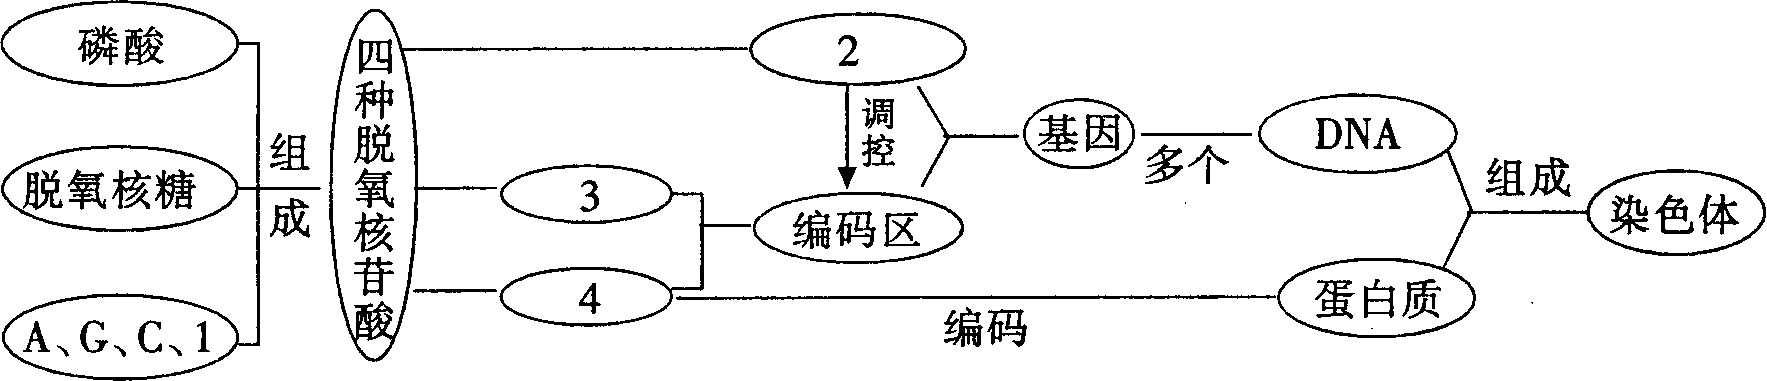 磷酸
脱氧核糖
A、G、C、1
组成
四种脱氧核苷酸
2
调控
3
4
编码区
编码
基因
多个
DNA
蛋白质
组成
染色体